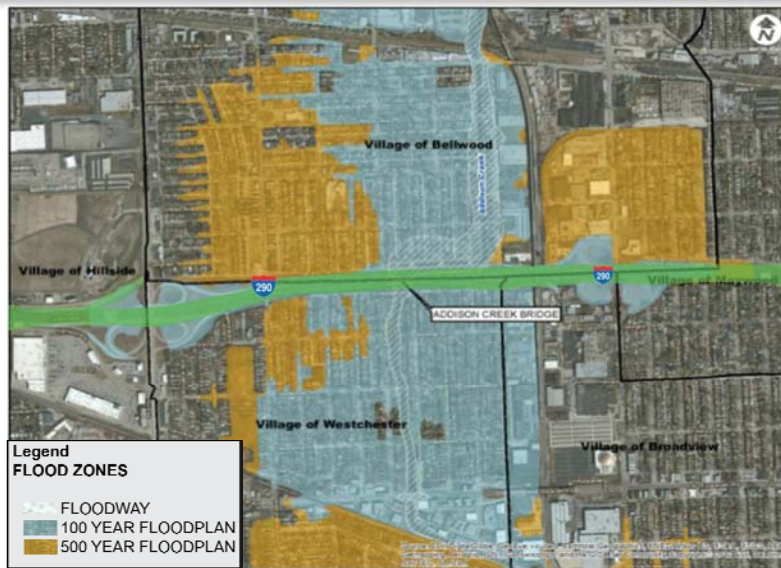 N
Village of Bellwood
Addison Creek
Village of Hillside
290
290
ADDISON CREEK BRIDGE
Village of Westchester
Village of Broadview
Legend
FLOOD ZONES
FLOODWAY
100 YEAR FLOODPLAN
500 YEAR FLOODPLAN